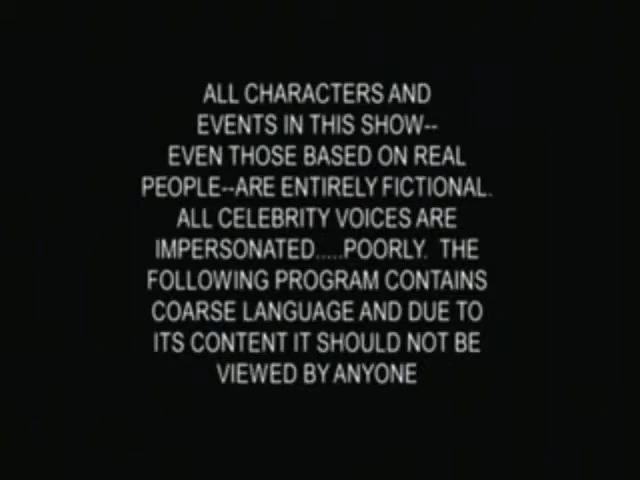 ALL CHARACTERS AND
EVENTS IN THIS SHOW--
EVEN THOSE BASED ON REAL
PEOPLE--ARE ENTIRELY FICTIONAL.
ALL CELEBRITY VOICES ARE
IMPERSONATED.....POORLY. THE
FOLLOWING PROGRAM CONTAINS
COARSE LANGUAGE AND DUE TO
ITS CONTENT IT SHOULD NOT BE
VIEWED BY ANYONE